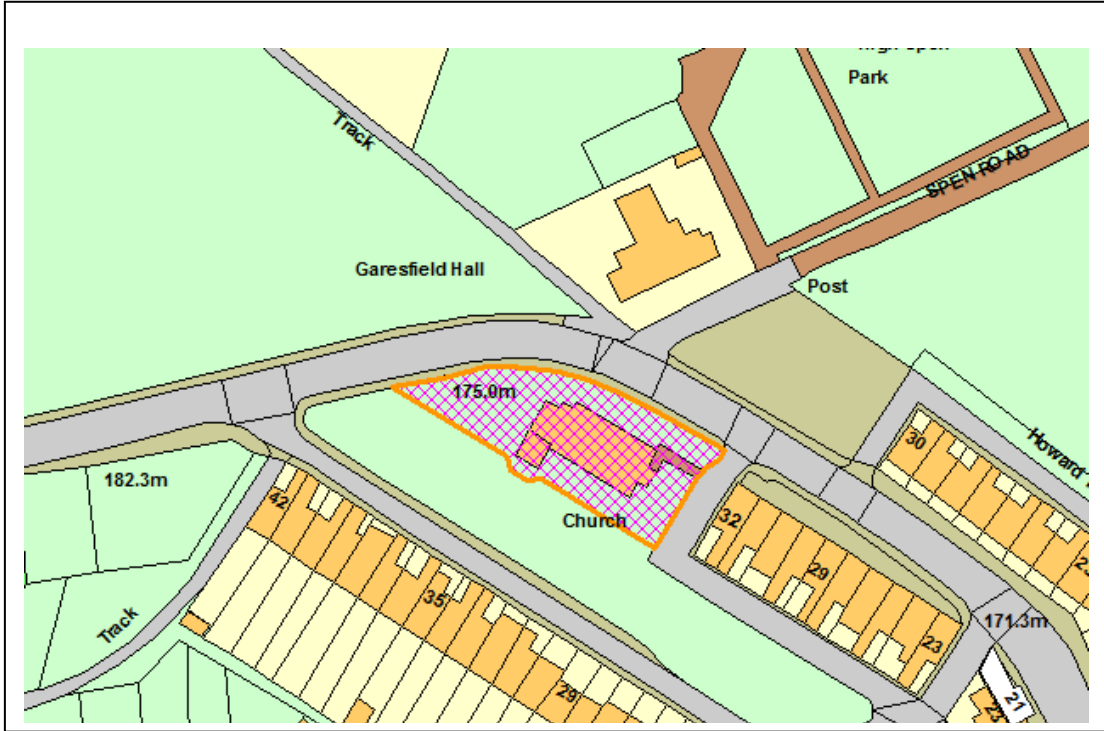 Park
Track
SPEN ROAD
Garesfield Hall
Post
175.0m
30
Howard
182.3m
42
Church
32
29
35
171.3m
Track
23
29
21
23